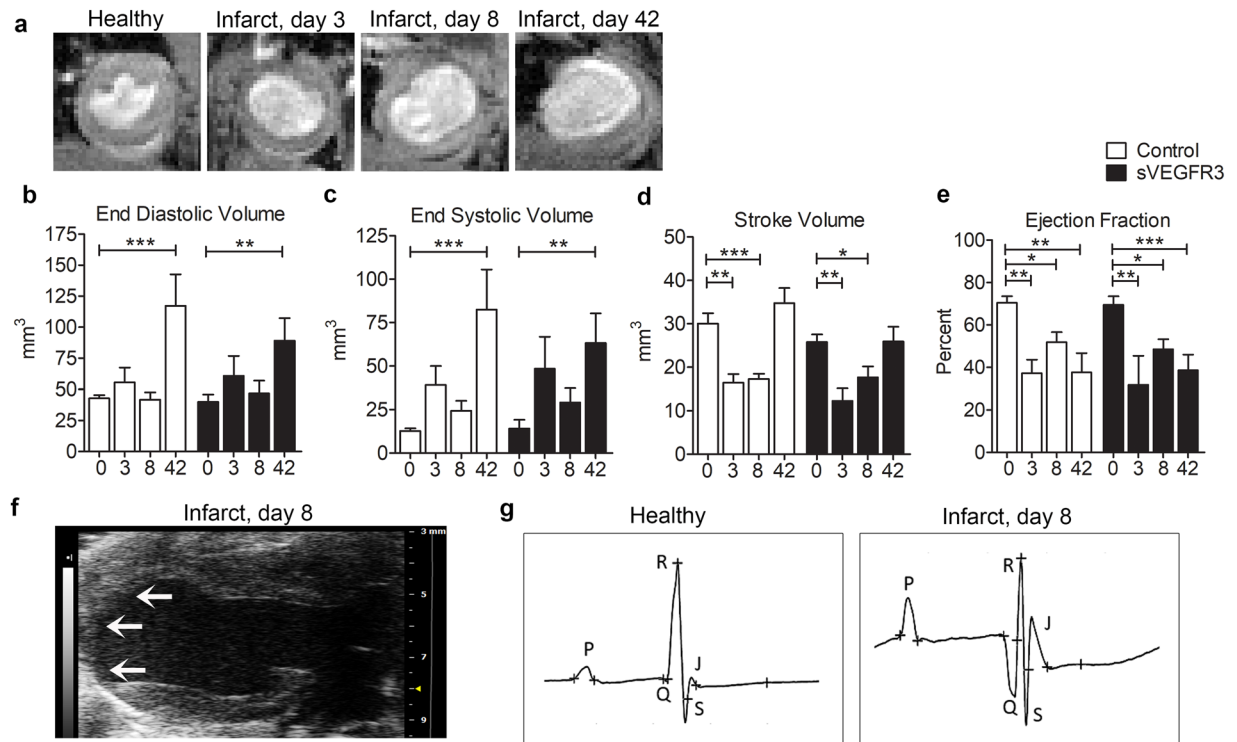 a
Healthy
Infarct, day 3
Infarct, day 8
Infarct, day 42
Control
sVEGFR3
b
End Diastolic Volume
***
**
175
150
125
100
75
50
25
0
mm³
0 3 8 42 0 3 8 42
c
End Systolic Volume
***
**
125
100
75
50
25
0
mm³
0 3 8 42 0 3 8 42
d
Stroke Volume
***
**
*
**
50
40
30
20
10
0
mm³
0 3 8 42 0 3 8 42
e
Ejection Fraction
**
*
**
***
*
**
100
80
60
40
20
0
Percent
0 3 8 42 0 3 8 42
f
Infarct, day 8
3 mm
5
7
9
g
Healthy
P
R
Q
S
J
Infarct, day 8
P
R
Q
S
J